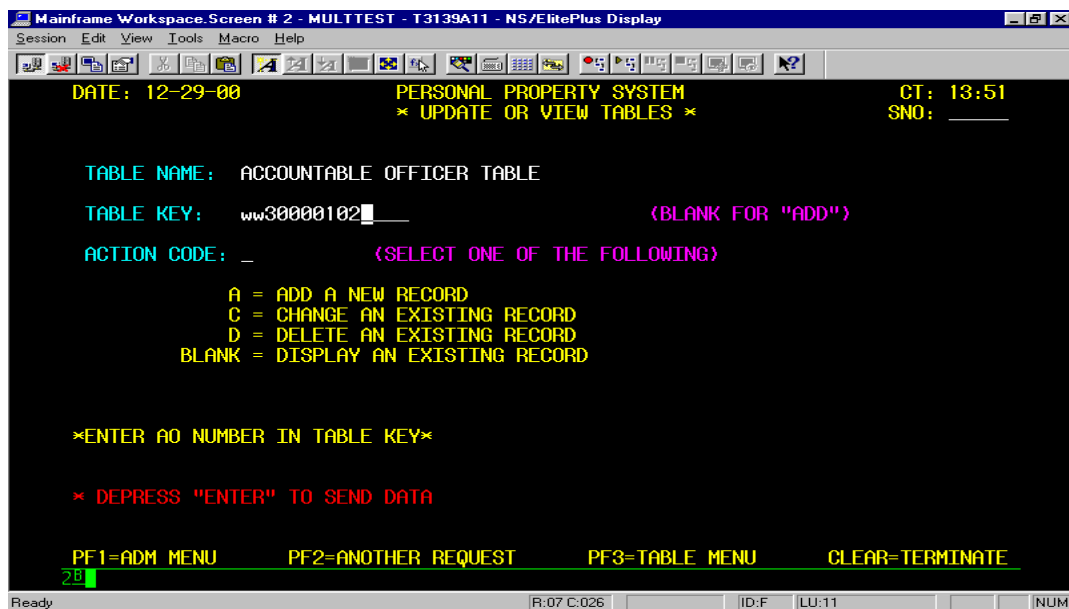 Mainframe Workspace.Screen # 2 - MULTTEST - T3139A11 - NS/ElitePlus Display
Session Edit View Tools Macro Help
DATE: 12-29-00 PERSONAL PROPERTY SYSTEM CT: 13:51
* UPDATE OR VIEW TABLES * SNO: _____
TABLE NAME: ACCOUNTABLE OFFICER TABLE
TABLE KEY: ww30000102____ (BLANK FOR "ADD")
ACTION CODE: _ (SELECT ONE OF THE FOLLOWING)
A = ADD A NEW RECORD
C = CHANGE AN EXISTING RECORD
D = DELETE AN EXISTING RECORD
BLANK = DISPLAY AN EXISTING RECORD
*ENTER AO NUMBER IN TABLE KEY*
* DEPRESS "ENTER" TO SEND DATA
PF1=ADM MENU PF2=ANOTHER REQUEST PF3=TABLE MENU CLEAR=TERMINATE
2B
Ready R:07 C:026 ID:F LU:11 NUM